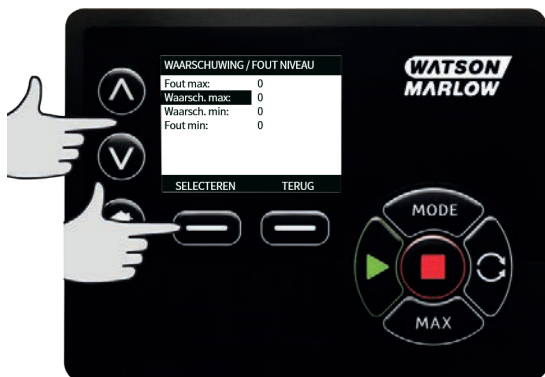 WATSON
MARLOW
WAARSCHUWING / FOUT NIVEAU
Fout max: 0
Waarsch. max: 0
Waarsch. min: 0
Fout min: 0
SELECTEREN TERUG
MODE
MAX